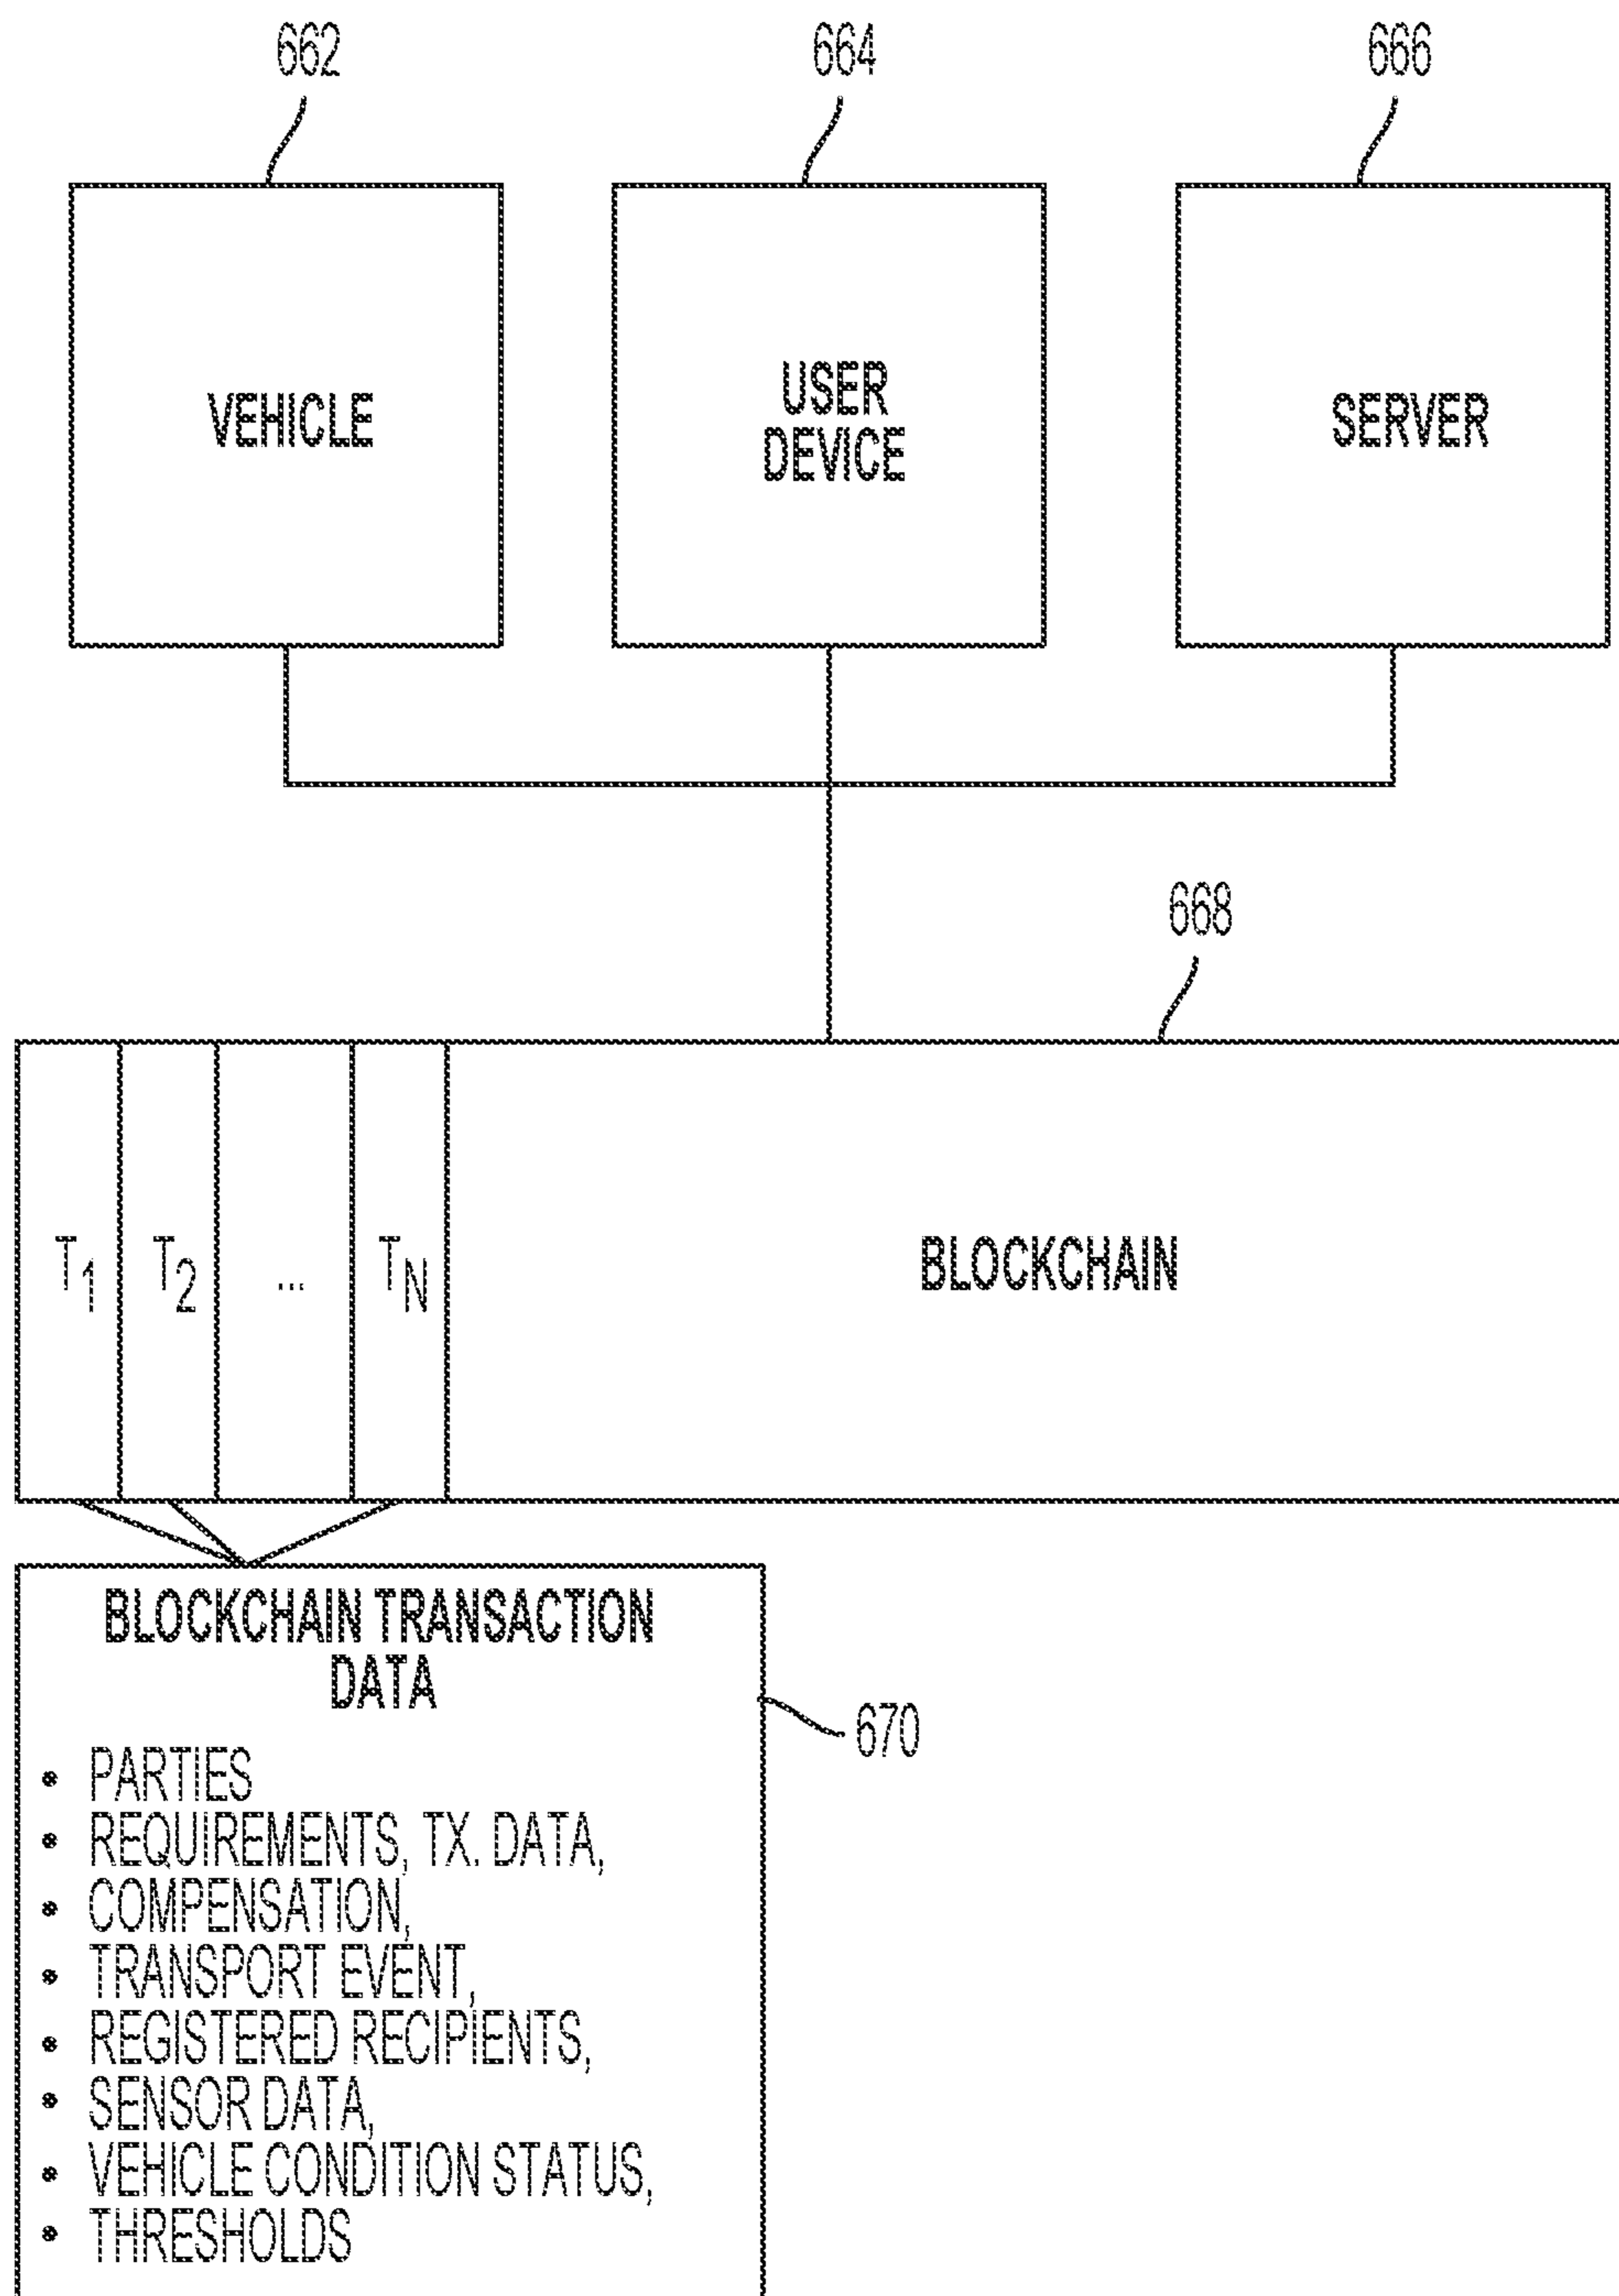 662 664 666
VEHICLE USER DEVICE SERVER
668
T1 T2 ... TN BLOCKCHAIN
BLOCKCHAIN TRANSACTION
DATA
670
• PARTIES
• REQUIREMENTS, TX. DATA,
• COMPENSATION,
• TRANSPORT EVENT,
• REGISTERED RECIPIENTS,
• SENSOR DATA,
• VEHICLE CONDITION STATUS,
• THRESHOLDS